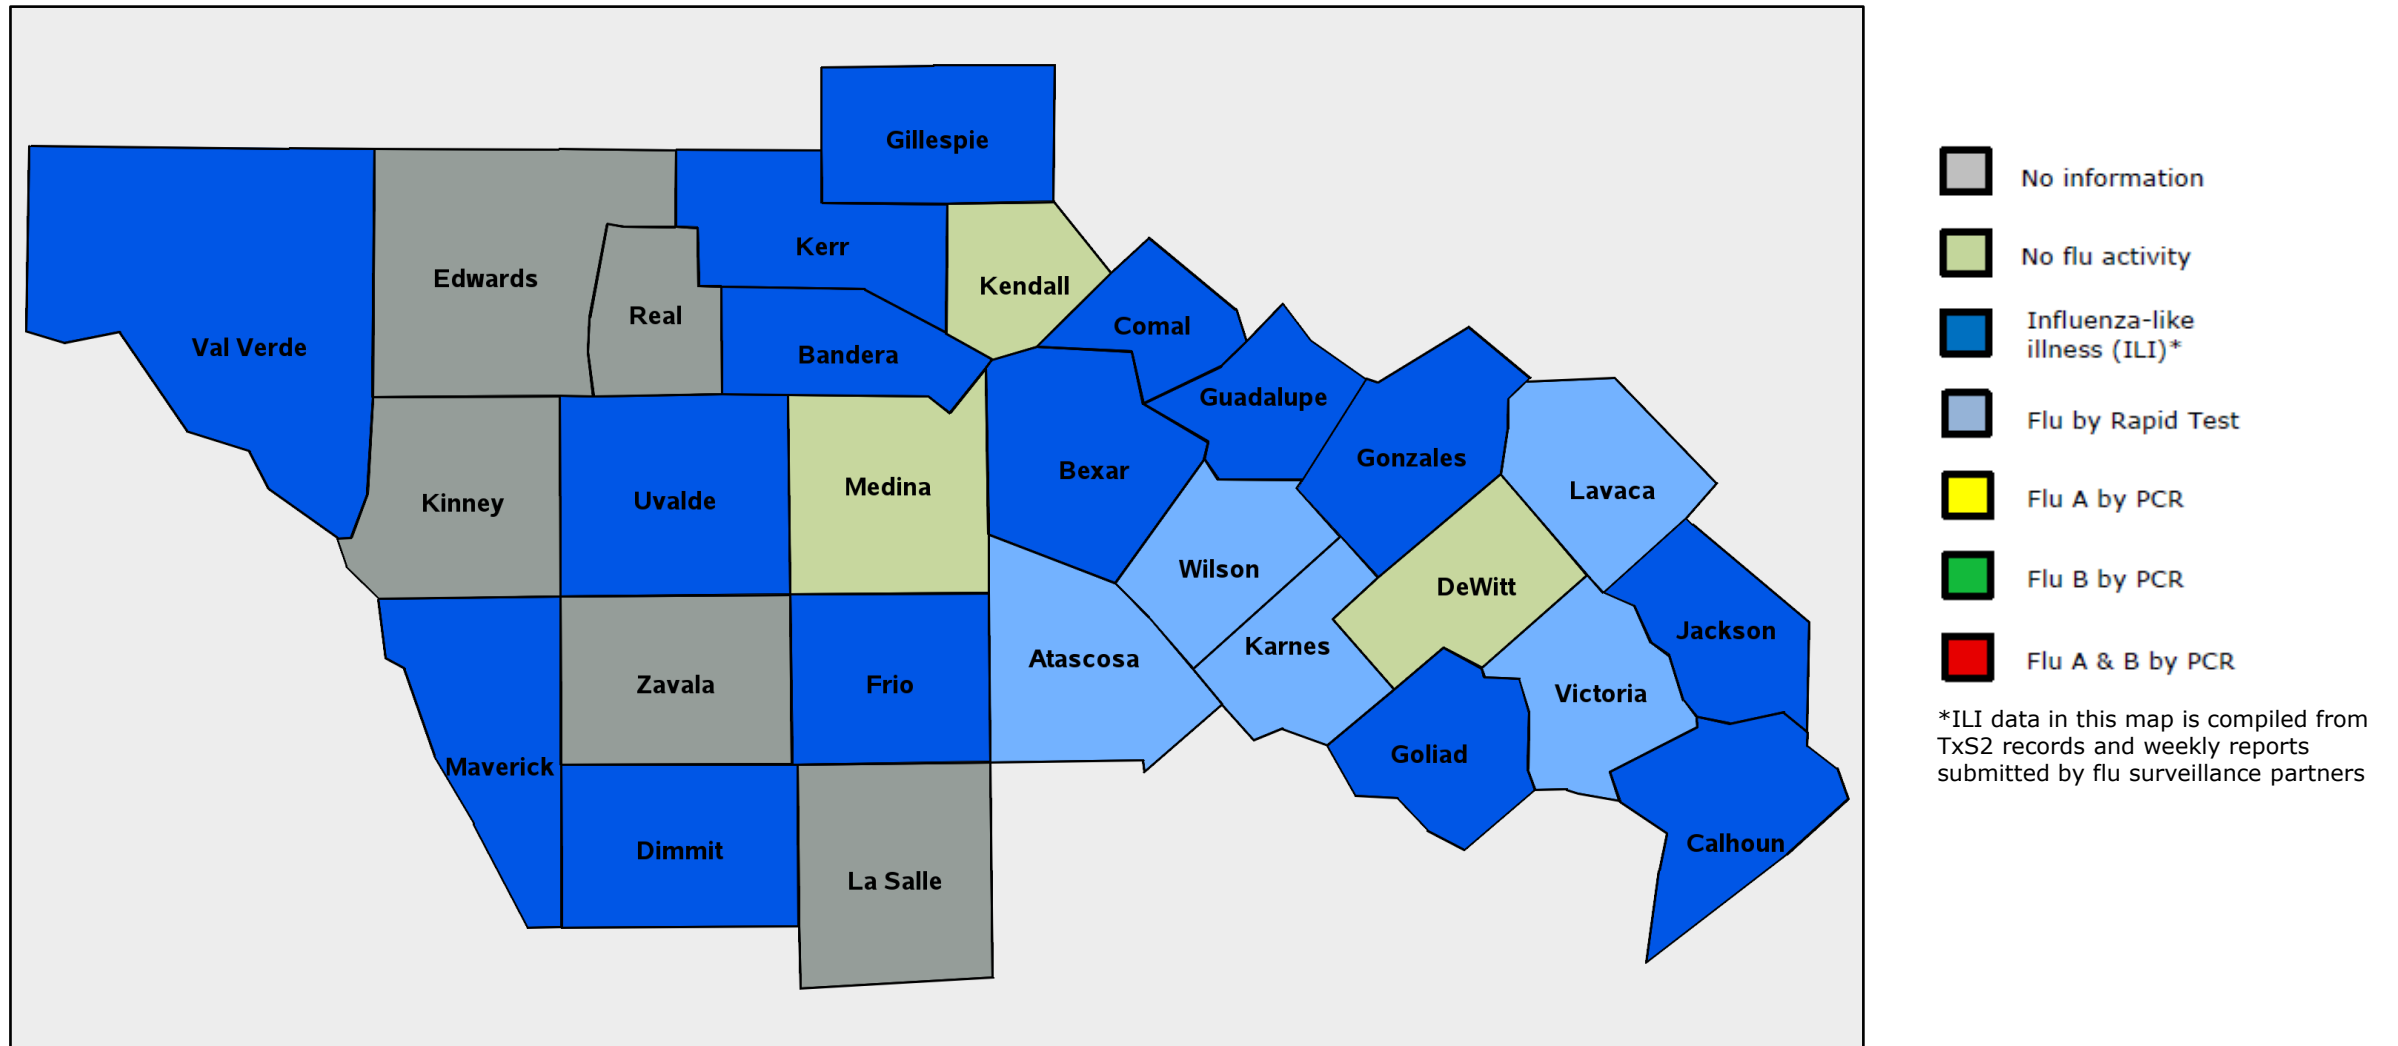 Gillespie
Kerr
Edwards
Kendall
Real
Comal
Val Verde
Bandera
Guadalupe
Gonzales
Bexar
Medina
Lavaca
Uvalde
Kinney
Wilson
DeWitt
Jackson
Karnes
Atascosa
Zavala
Frio
Victoria
Goliad
Maverick
Calhoun
Dimmit
La Salle
No information
No flu activity
Influenza-like
illness (ILI)*
Flu by Rapid Test
Flu A by PCR
Flu B by PCR
Flu A & B by PCR
*ILI data in this map is compiled from
TxS2 records and weekly reports
submitted by flu surveillance partners